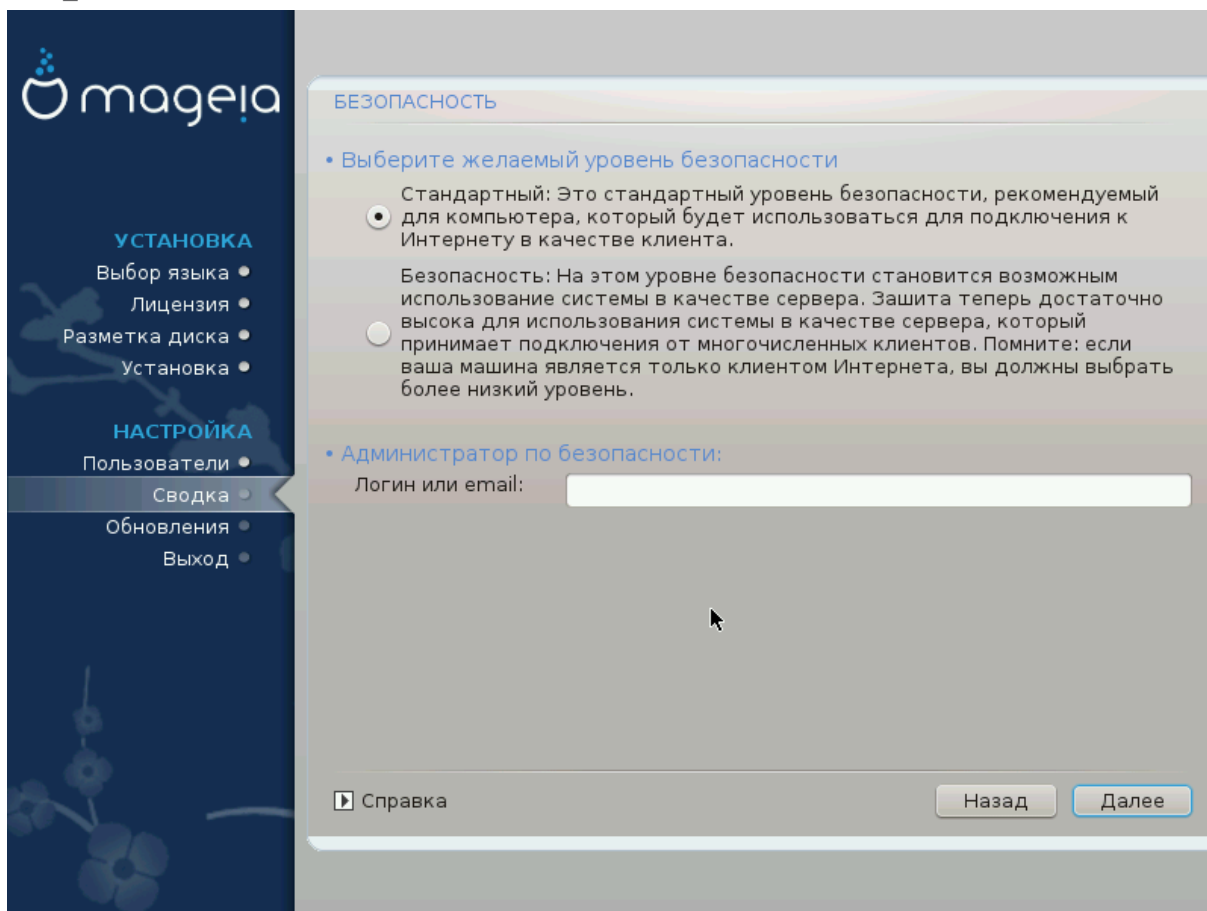 mageia
УСТАНОВКА
Выбор языка
Лицензия
Разметка диска
Установка
НАСТРОЙКА
Пользователи
Сводка
Обновления
Выход
БЕЗОПАСНОСТЬ
• Выберите желаемый уровень безопасности
Стандартный: Это стандартный уровень безопасности, рекомендуемый
для компьютера, который будет использоваться для подключения к
Интернету в качестве клиента.
Безопасность: На этом уровне безопасности становится возможным
использование системы в качестве сервера. Зашита теперь достаточно
высока для использования системы в качестве сервера, который
принимает подключения от многочисленных клиентов. Помните: если
ваша машина является только клиентом Интернета, вы должны выбрать
более низкий уровень.
• Администратор по безопасности:
Логин или email:
Справка
Назад
Далее